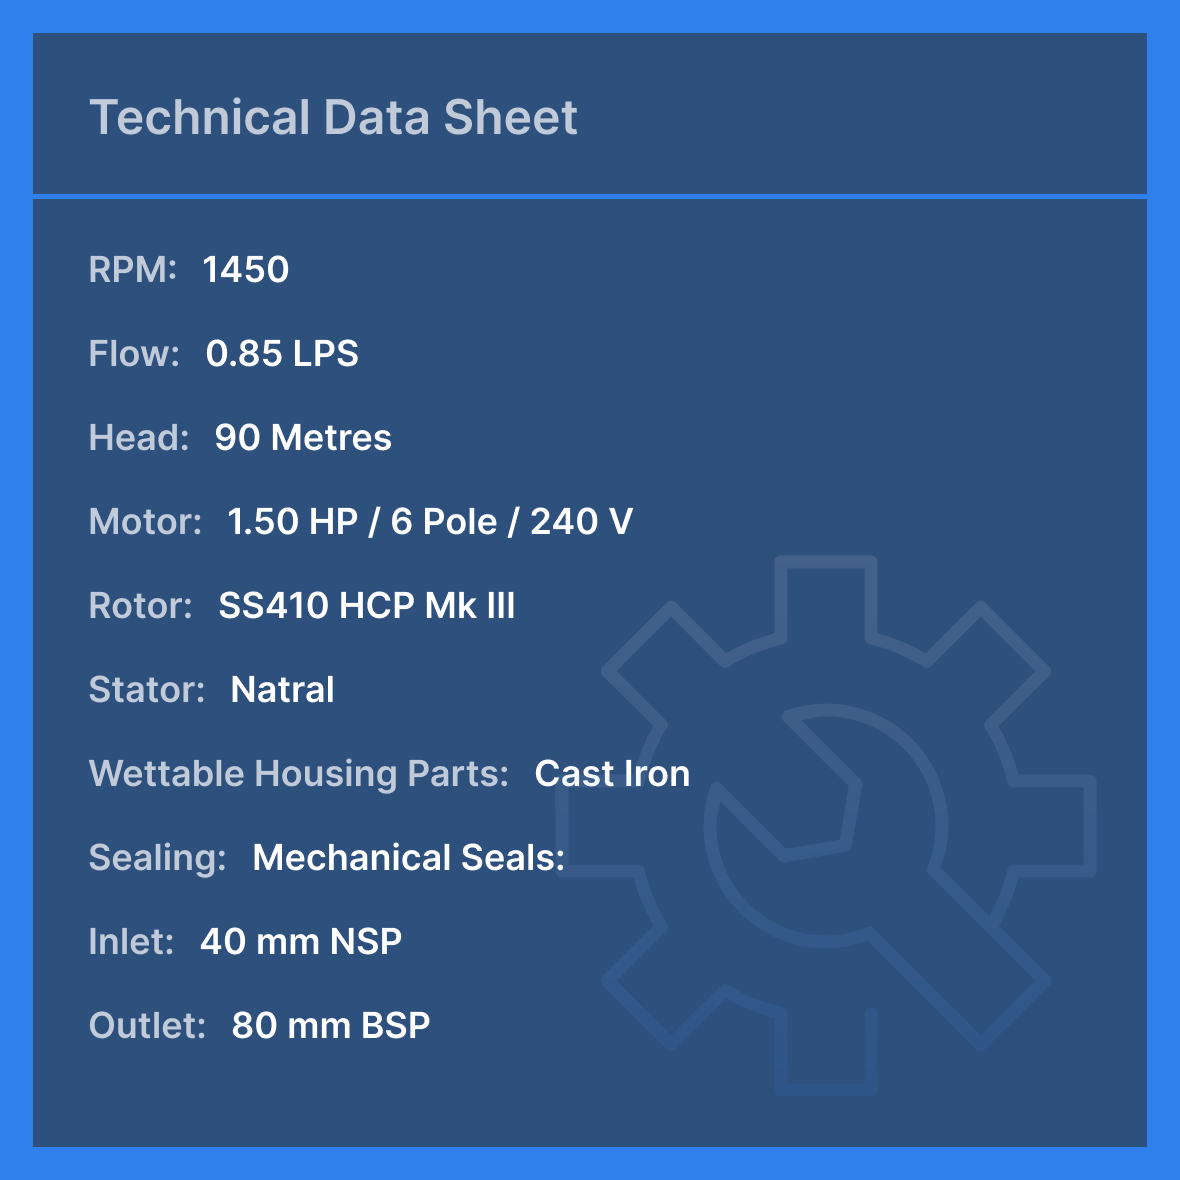 Technical Data Sheet
RPM: 1450
Flow: 0.85 LPS
Head: 90 Metres
Motor: 1.50 HP / 6 Pole / 240 V
Rotor: SS410 HCP Mk III
Stator: Natral
Wettable Housing Parts: Cast Iron
Sealing: Mechanical Seals:
Inlet: 40 mm NSP
Outlet: 80 mm BSP